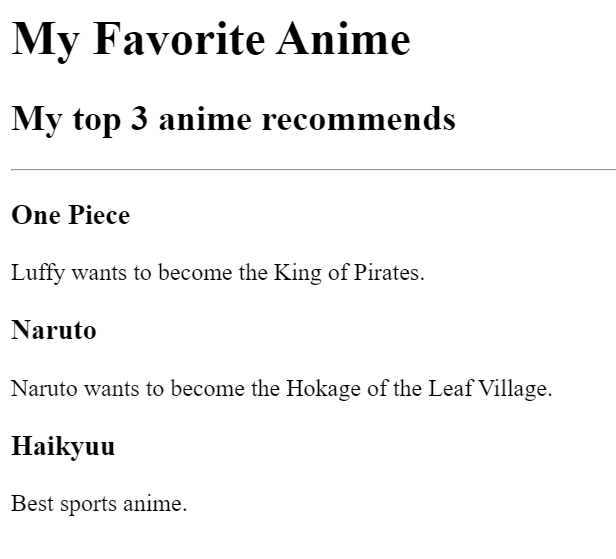 My Favorite Anime
My top 3 anime recommends
One Piece
Luffy wants to become the King of Pirates.
Naruto
Naruto wants to become the Hokage of the Leaf Village.
Haikyuu
Best sports anime.